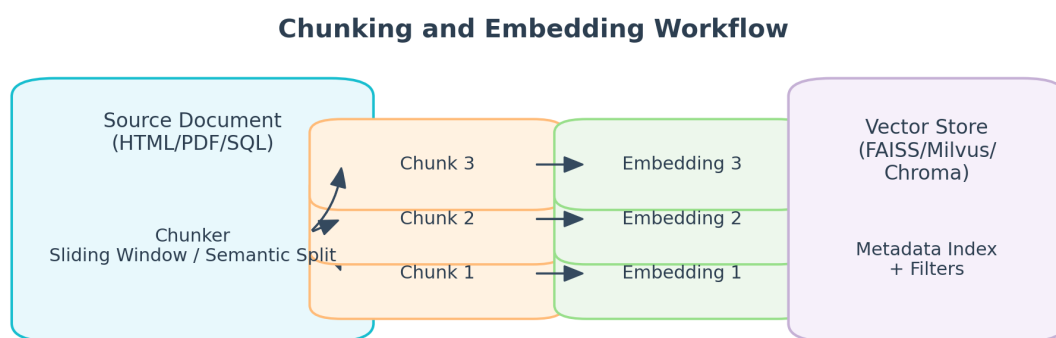 Chunking and Embedding Workflow
Source Document
(HTML/PDF/SQL)
Chunker
Sliding Window / Semantic Split
Chunk 3
Chunk 2
Chunk 1
Embedding 3
Embedding 2
Embedding 1
Vector Store
(FAISS/Milvus/
Chroma)
Metadata Index
+ Filters